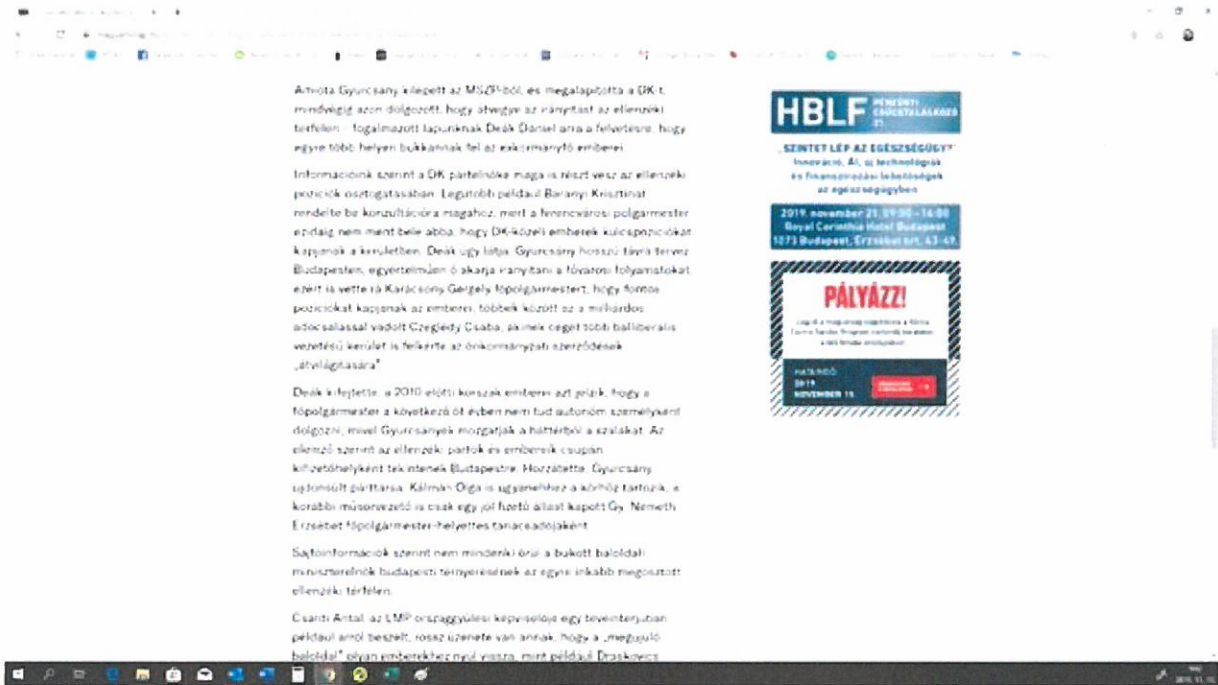 Amióta Gyurcsány kilépett az MSZP-ből, és megalapította a DK-t,
mindvégig azon dolgozott, hogy átvegye az irányítást az ellenzéki
térfélen – fogalmazott lapunknak Deák Dániel arra a felvetésre, hogy
egyre több helyen bukkannak fel az exkormányfő emberei.
Információink szerint a DK pártelnöke maga is részt vesz az ellenzéki
pozíciók osztogatásában. Legutóbb például Baranyi Krisztinát
rendelte be konzultációra magához, mert a ferencvárosi polgármester
ezidáig nem ment bele abba, hogy DK-közeli emberek kulcspozíciókat
kapjanak a kerületben. Deák úgy látja, Gyurcsány hosszú távra tervez
Budapesten, egyértelműen ő akarja irányítani a fővárosi folyamatokat,
ezért is vette rá Karácsony Gergely főpolgármestert, hogy fontos
pozíciókat kapjanak az emberei, többek között az a milliárdos
adócsalással vádolt Czeglédy Csaba, akinek cégét több balliberális
vezetésű kerület is felkérte az önkormányzati szerződések
„átvilágítására"
Deák kifejtette, a 2010 előtti korszak emberei azt jelzik, hogy a
főpolgármester a következő öt évben nem tud autonóm személyként
dolgozni, mivel Gyurcsányék mozgatják a háttérből a szálakat. Az
elemző szerint az ellenzéki pártok és embereik csupán
kifizetőhelyként tekintenek Budapestre. Hozzátette: Gyurcsány
újdonsült párttársa, Kálmán Olga is ugyanehhez a körhöz tartozik, a
korábbi műsorvezető is csak egy jól fizető állást kapott Gy. Németh
Erzsébet főpolgármester-helyettes tanácsadójaként.
Sajtóinformációk szerint nem mindenki örül a bukott baloldali
miniszterelnök budapesti térnyerésének az egyre inkább megosztott
ellenzéki térfélen.
Csárdi Antal, az LMP országgyűlési képviselője egy tévéinterjúban
például arról beszélt, rossz üzenete van annak, hogy a „megújuló
baloldal" olyan emberekhez nyúl vissza, mint például Draskovics
HBLF PÉNZÜGYI
CSÚCSTALÁLKOZÓ
„SZINTET LÉP AZ EGÉSZSÉGÜGY?"
Innováció, AI, új technológiák
és finanszírozási lehetőségek
az egészségügyben
2019. november 21. 09:00 - 16:00
Royal Corinthia Hotel Budapest
1073 Budapest, Erzsébet krt. 43-49.
PÁLYÁZZ!
HATÁRIDŐ:
2019
NOVEMBER 15.